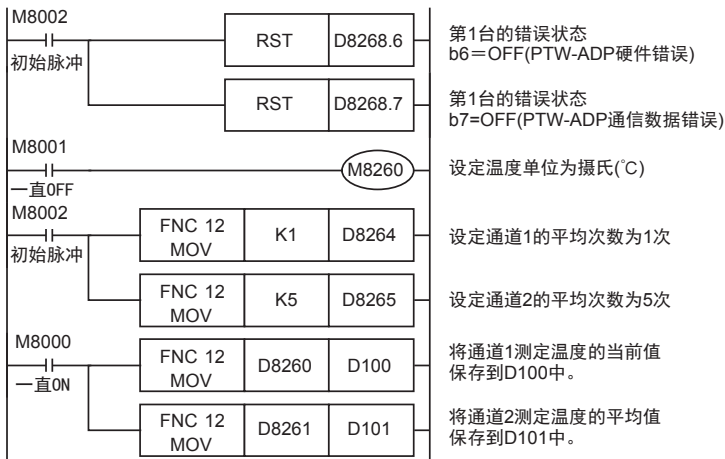 M8002
初始脉冲
RST D8268.6
第1台的错误状态
b6＝OFF(PTW-ADP硬件错误)
RST D8268.7
第1台的错误状态
b7=OFF(PTW-ADP通信数据错误)
M8001
一直OFF
M8260
设定温度单位为摄氏(℃)
M8002
初始脉冲
FNC 12
MOV
K1 D8264
设定通道1的平均次数为1次
FNC 12
MOV
K5 D8265
设定通道2的平均次数为5次
M8000
一直ON
FNC 12
MOV
D8260 D100
将通道1测定温度的当前值
保存到D100中。
FNC 12
MOV
D8261 D101
将通道2测定温度的平均值
保存到D101中。